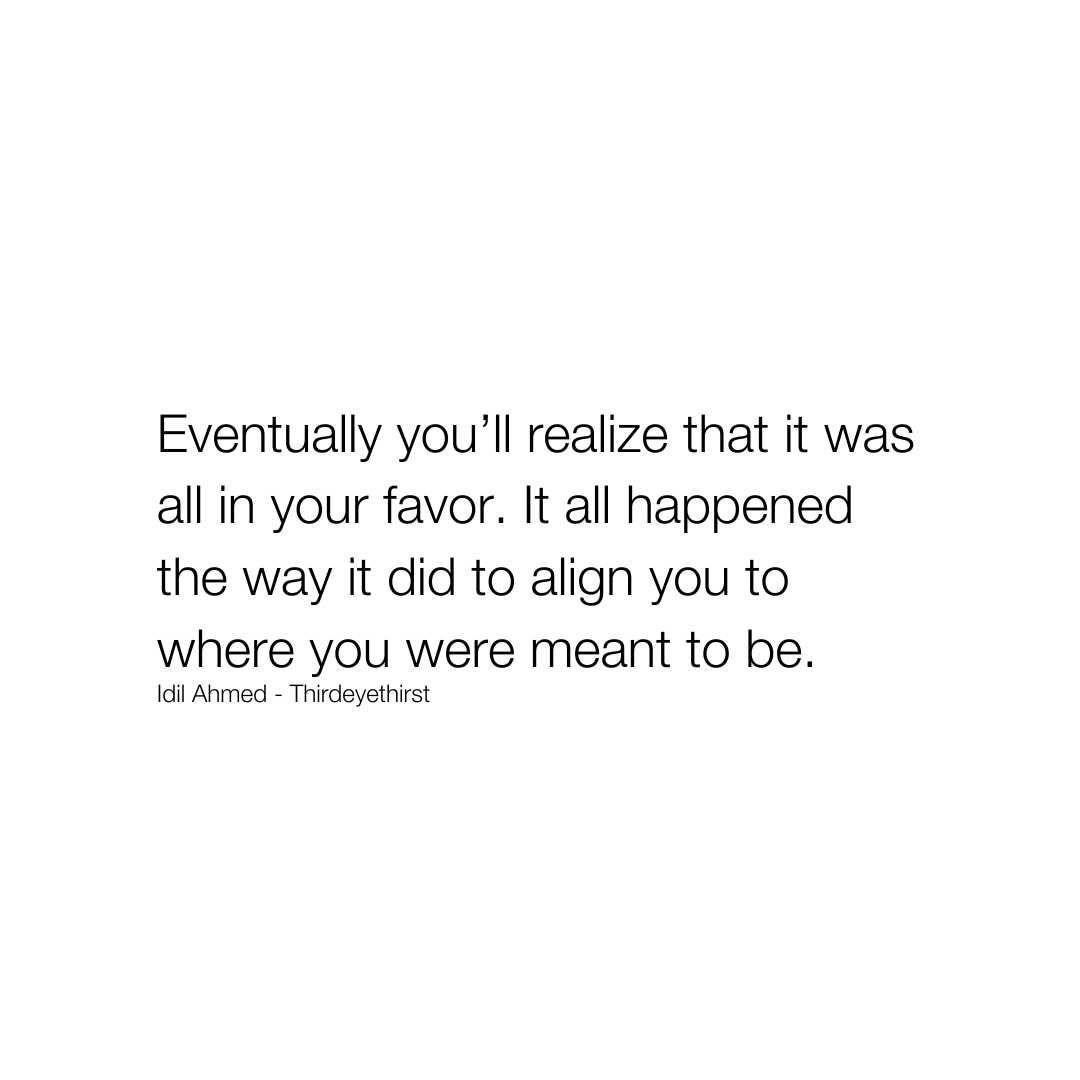 Eventually you’ll realize that it was
all in your favor. It all happened
the way it did to align you to
where you were meant to be.
Idil Ahmed - Thirdeyethirst